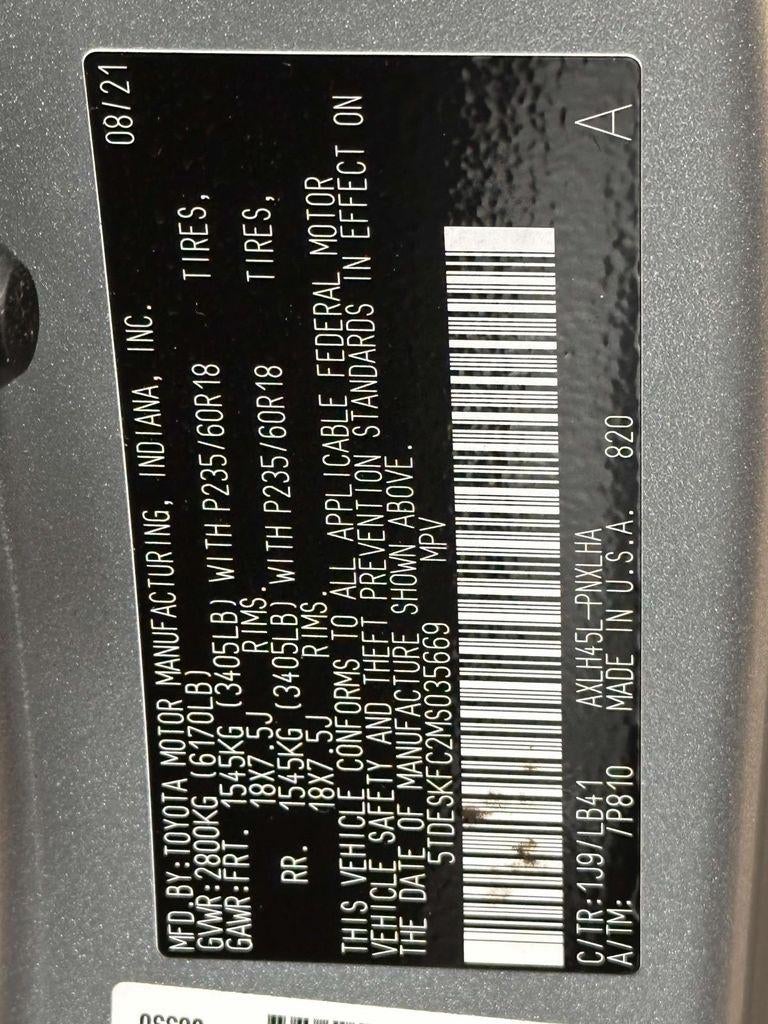 MFD.BY:TOYOTA MOTOR MANUFACTURING, INDIANA, INC. 08/21
GVWR:2800KG (6170LB)
GAWR:FRT. 1545KG (3405LB) WITH P235/60R18 TIRES,
18X7.5J RIMS.
RR. 1545KG (3405LB) WITH P235/60R18 TIRES,
18X7.5J RIMS.
THIS VEHICLE CONFORMS TO ALL APPLICABLE FEDERAL MOTOR
VEHICLE SAFETY AND THEFT PREVENTION STANDARDS IN EFFECT ON
THE DATE OF MANUFACTURE SHOWN ABOVE.
5TDESKFC2MS035669 MPV
C/TR:1J9/LB41 AXLH45L-PNXLHA A
A/TM: /P810 MADE IN U.S.A. 820